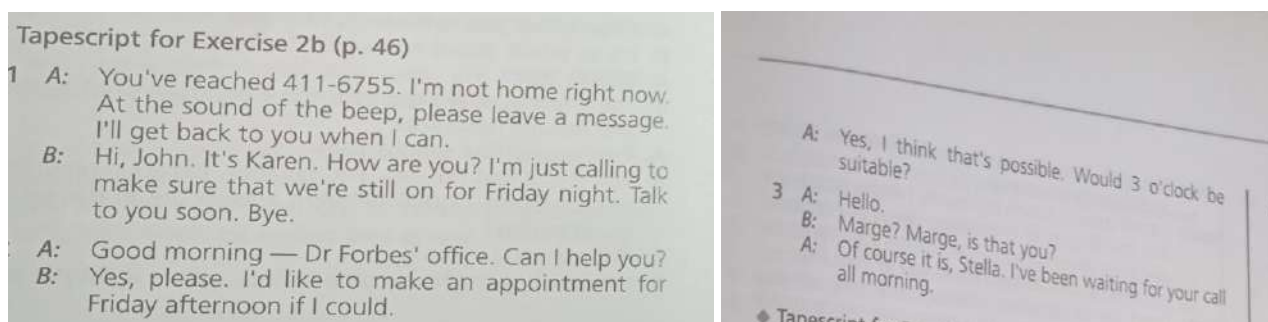 Tapescript for Exercise 2b (p. 46)
1 A: You've reached 411-6755. I'm not home right now.
At the sound of the beep, please leave a message.
I'll get back to you when I can.
B: Hi, John. It's Karen. How are you? I'm just calling to
make sure that we're still on for Friday night. Talk
to you soon. Bye.
A: Good morning — Dr Forbes' office. Can I help you?
B: Yes, please. I'd like to make an appointment for
Friday afternoon if I could.
A: Yes, I think that's possible. Would 3 o'clock be
suitable?
3 A: Hello.
B: Marge? Marge, is that you?
A: Of course it is, Stella. I've been waiting for your call
all morning.